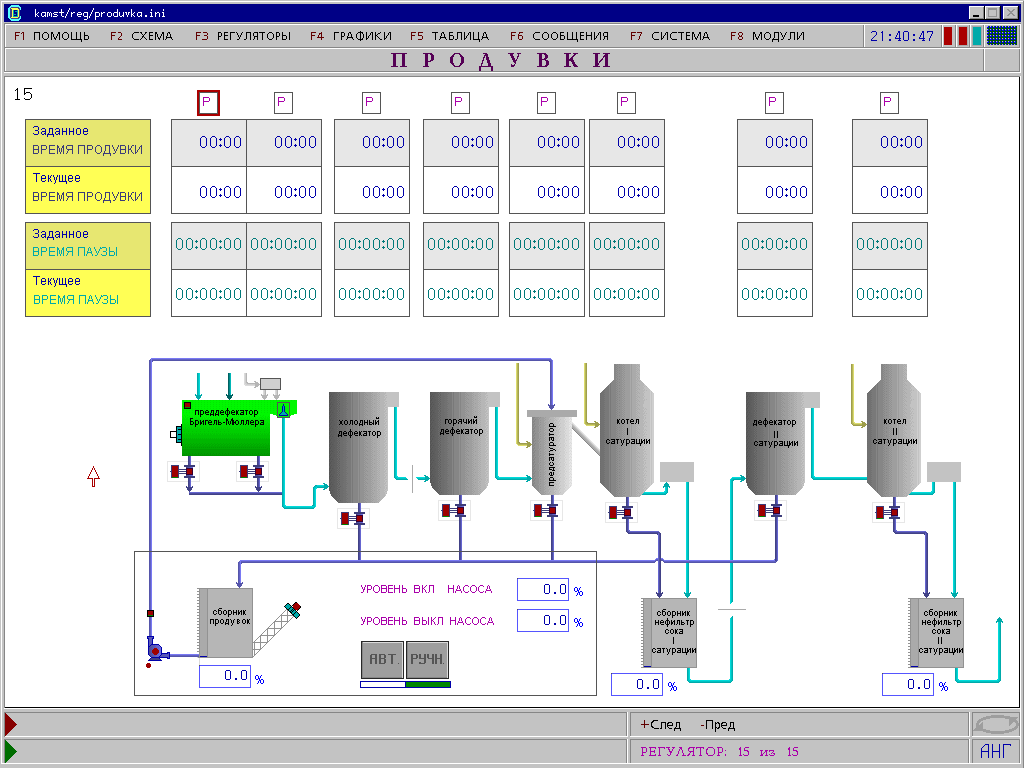 kamst/reg/produvka.ini
F1 ПОМОЩЬ F2 СХЕМА F3 РЕГУЛЯТОРЫ F4 ГРАФИКИ F5 ТАБЛИЦА F6 СООБЩЕНИЯ F7 СИСТЕМА F8 МОДУЛИ 21:40:47
ПРОДУВКИ
15
P P P P P P P P
Заданное
ВРЕМЯ ПРОДУВКИ
00:00 00:00 00:00 00:00 00:00 00:00 00:00 00:00
Текущее
ВРЕМЯ ПРОДУВКИ
00:00 00:00 00:00 00:00 00:00 00:00 00:00 00:00
Заданное
ВРЕМЯ ПАУЗЫ
00:00:00 00:00:00 00:00:00 00:00:00 00:00:00 00:00:00 00:00:00 00:00:00
Текущее
ВРЕМЯ ПАУЗЫ
00:00:00 00:00:00 00:00:00 00:00:00 00:00:00 00:00:00 00:00:00 00:00:00
преддефекатор
Бригель-Мюллера
холодный
дефекатор
горячий
дефекатор
предсатуратор
котел
I
сатурации
дефекатор
II
сатурации
котел
II
сатурации
УРОВЕНЬ ВКЛ НАСОСА 0.0 %
УРОВЕНЬ ВЫКЛ НАСОСА 0.0 %
АВТ. РУЧН.
сборник
продувок
0.0 %
сборник
нефильтр
сока
I
сатурации
0.0 %
сборник
нефильтр
сока
II
сатурации
0.0 %
+След -Пред
РЕГУЛЯТОР: 15 из 15
АНГ